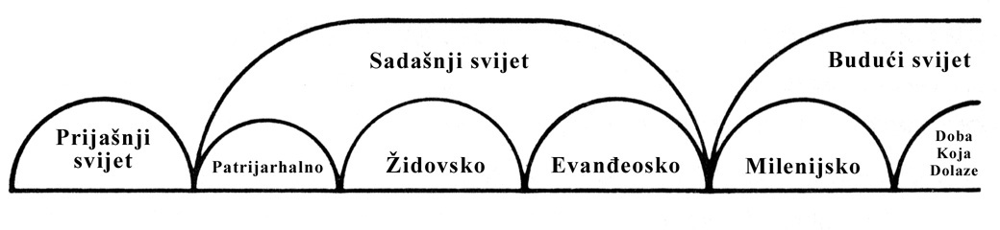 Sadašnji svijet
Budući svijet
Prijašnji
svijet
Patrijarhalno
Židovsko
Evanđeosko
Milenijsko
Doba
Koja
Dolaze